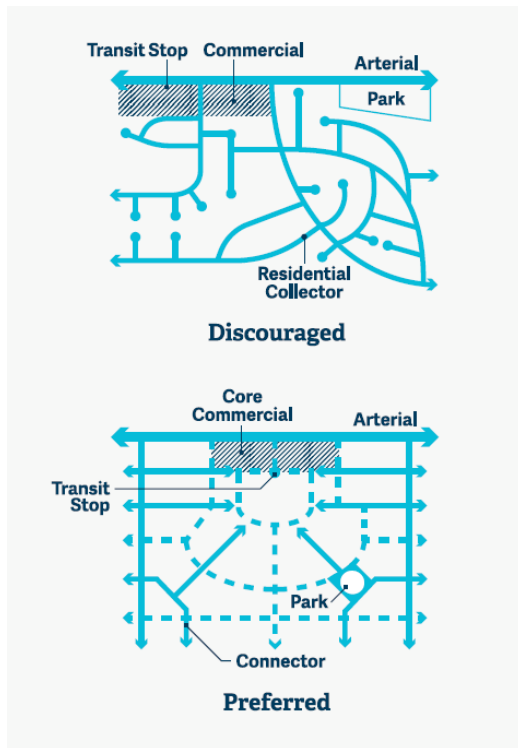 Transit Stop
Commercial
Arterial
Park
Residential
Collector
Discouraged
Core
Commercial
Arterial
Transit
Stop
Park
Connector
Preferred